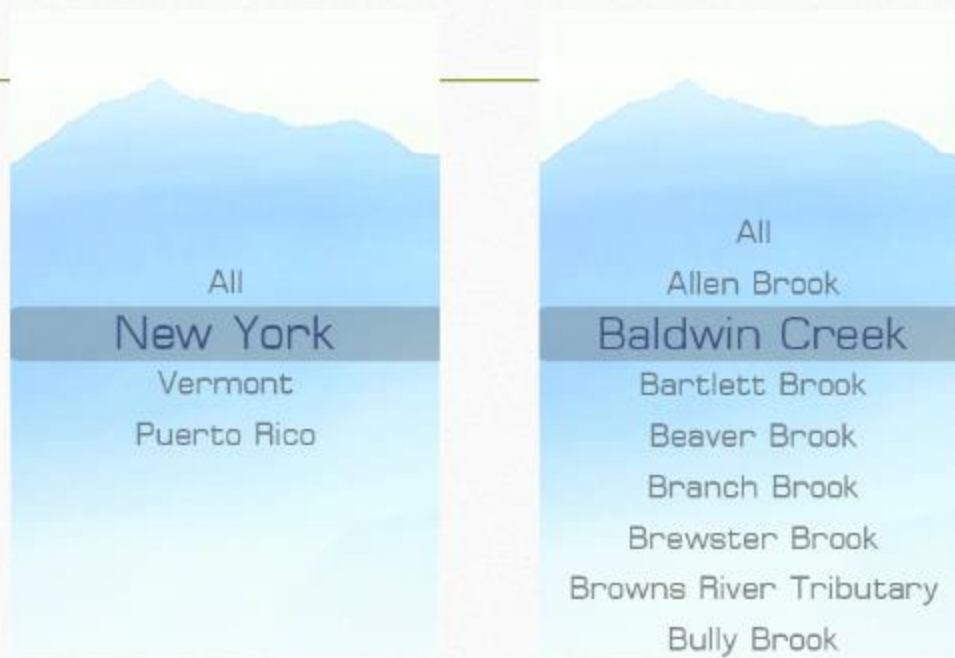 All
New York
Vermont
Puerto Rico
All
Allen Brook
Baldwin Creek
Bartlett Brook
Beaver Brook
Branch Brook
Brewster Brook
Browns River Tributary
Bully Brook